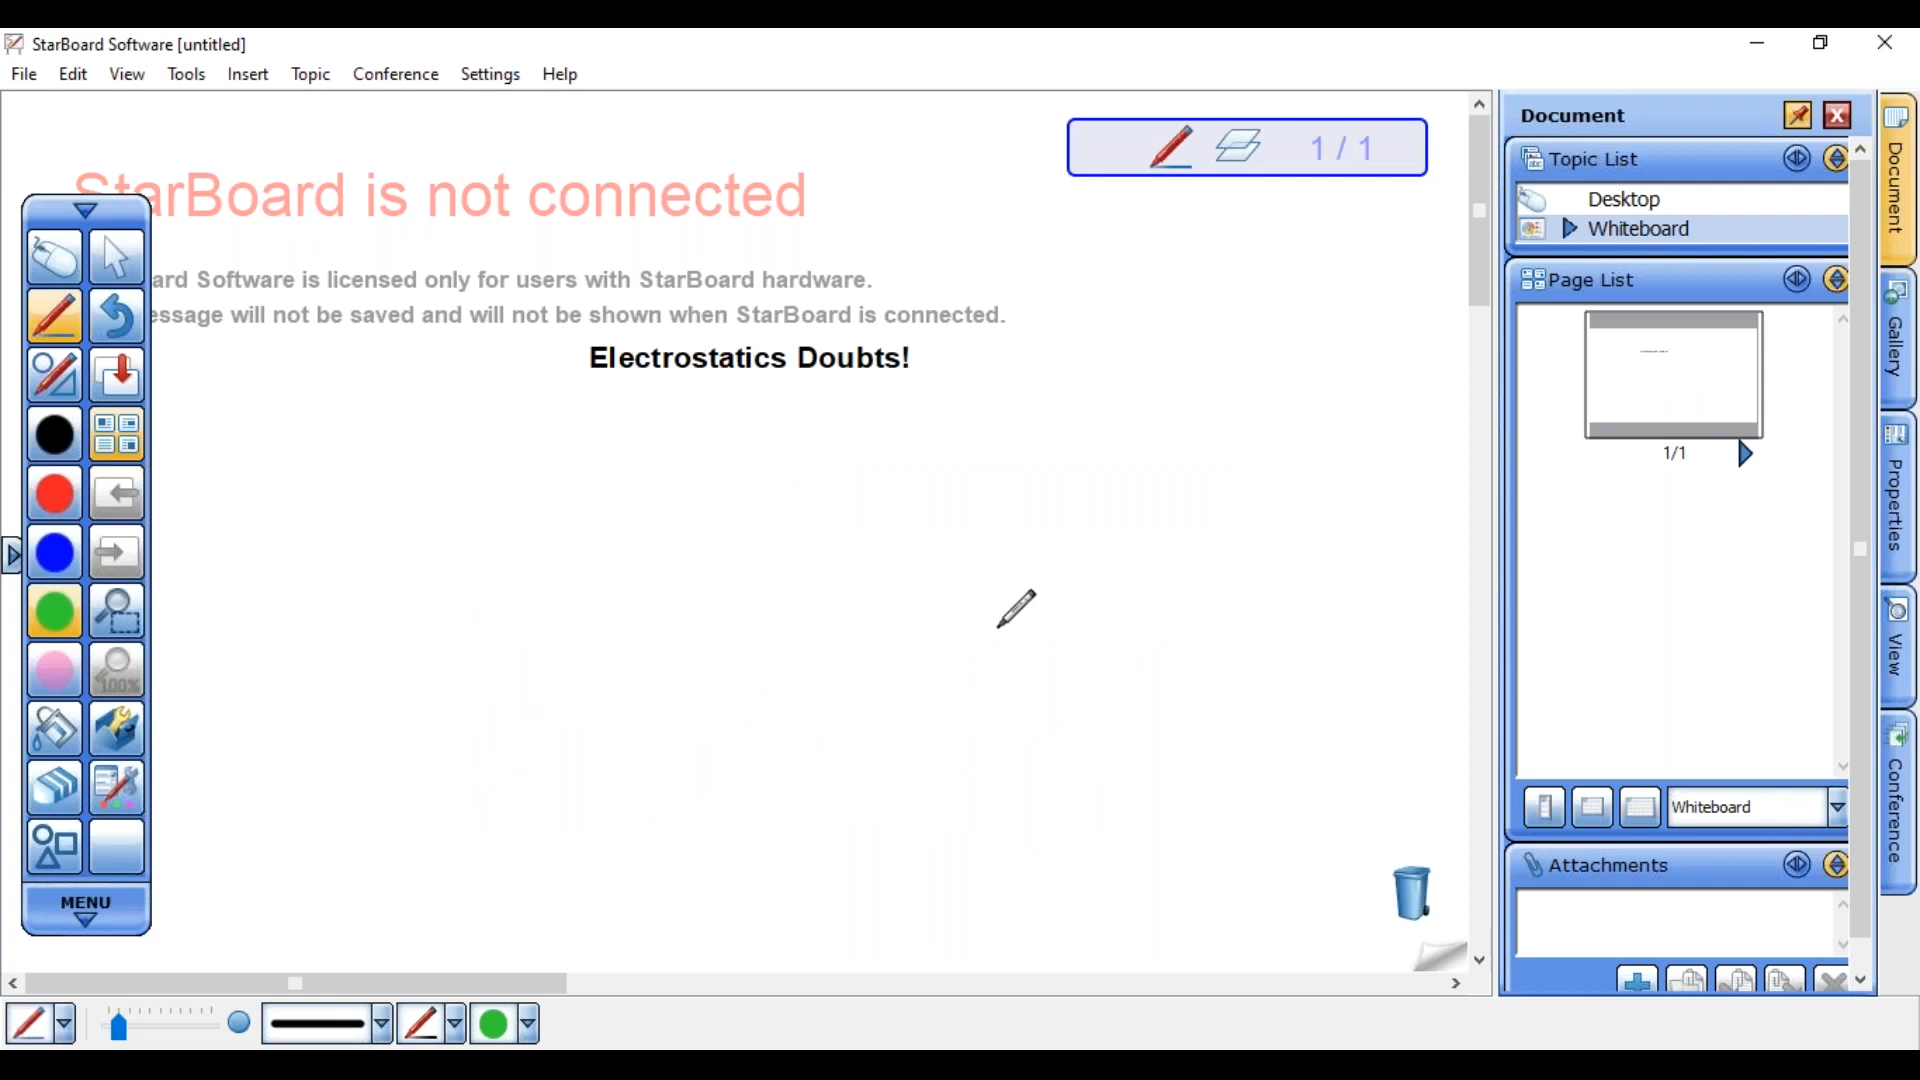 StarBoard Software [untitled]
File Edit View Tools Insert Topic Conference Settings Help
1 / 1
StarBoard is not connected
ard Software is licensed only for users with StarBoard hardware.
essage will not be saved and will not be shown when StarBoard is connected.
Electrostatics Doubts!
100%
MENU
Document
Topic List
Desktop
Whiteboard
Page List
1/1
Whiteboard
Attachments
Document
Gallery
Properties
View
Conference